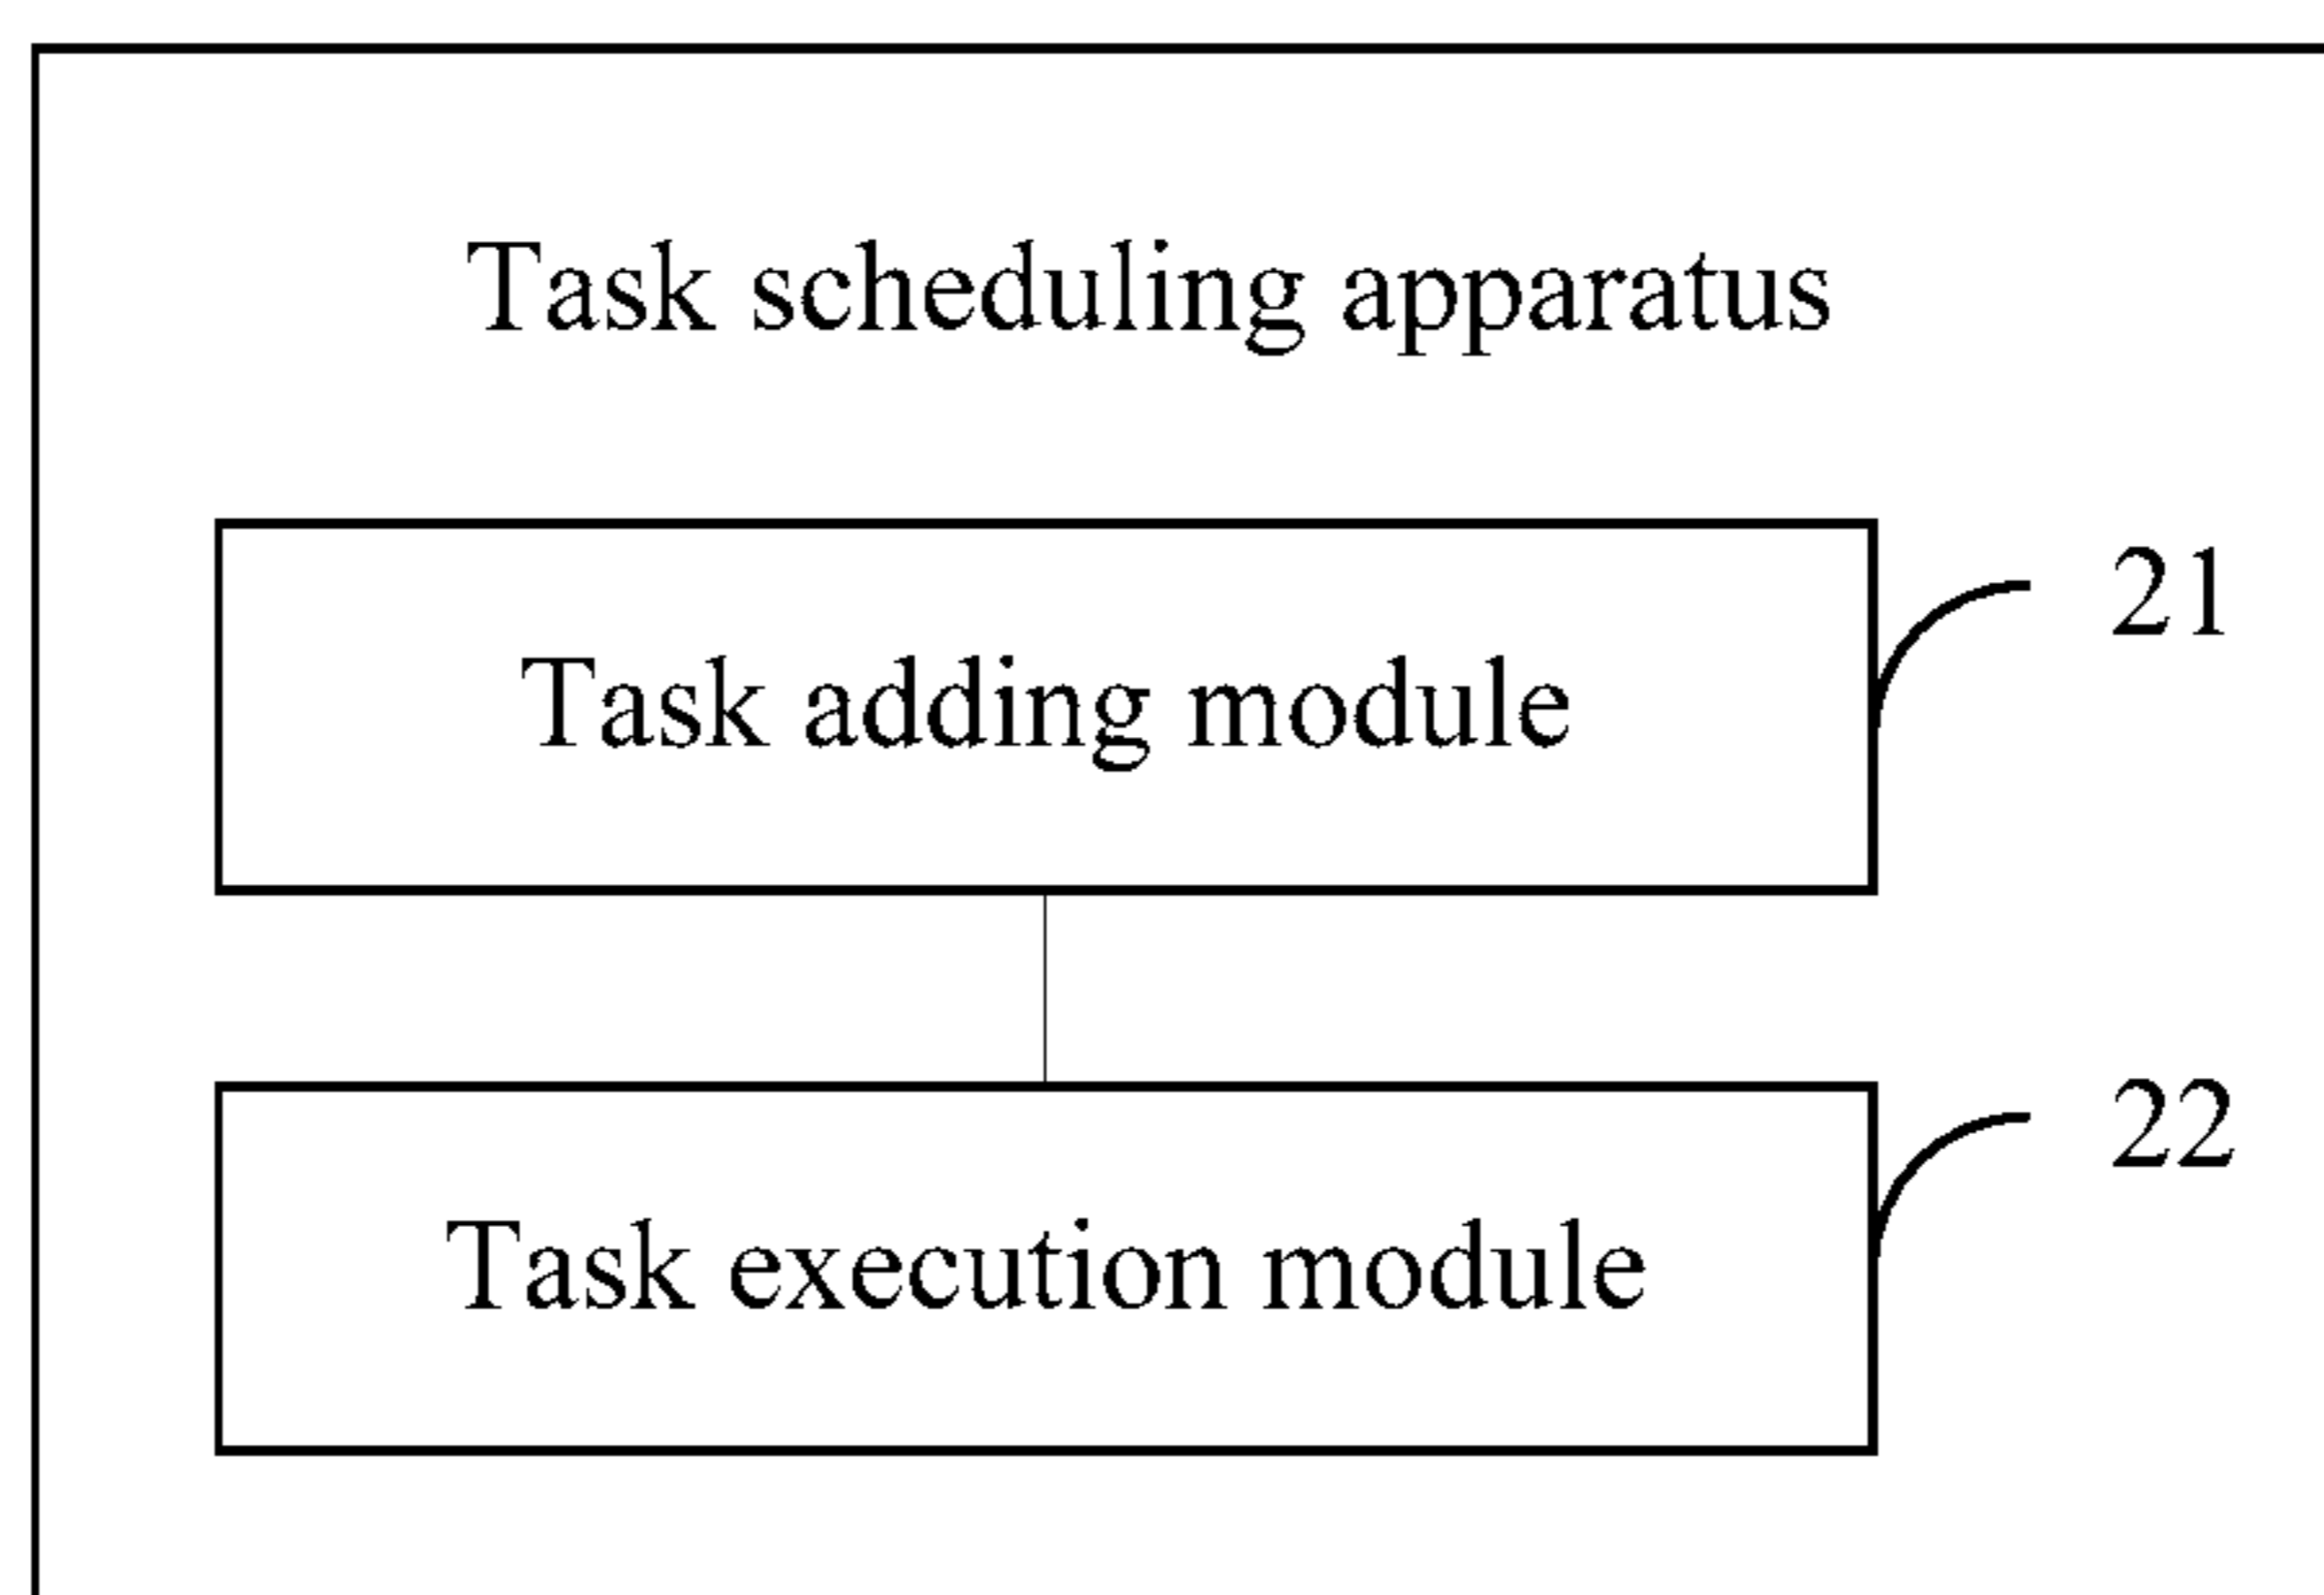 Task scheduling apparatus
21
Task adding module
22
Task execution module